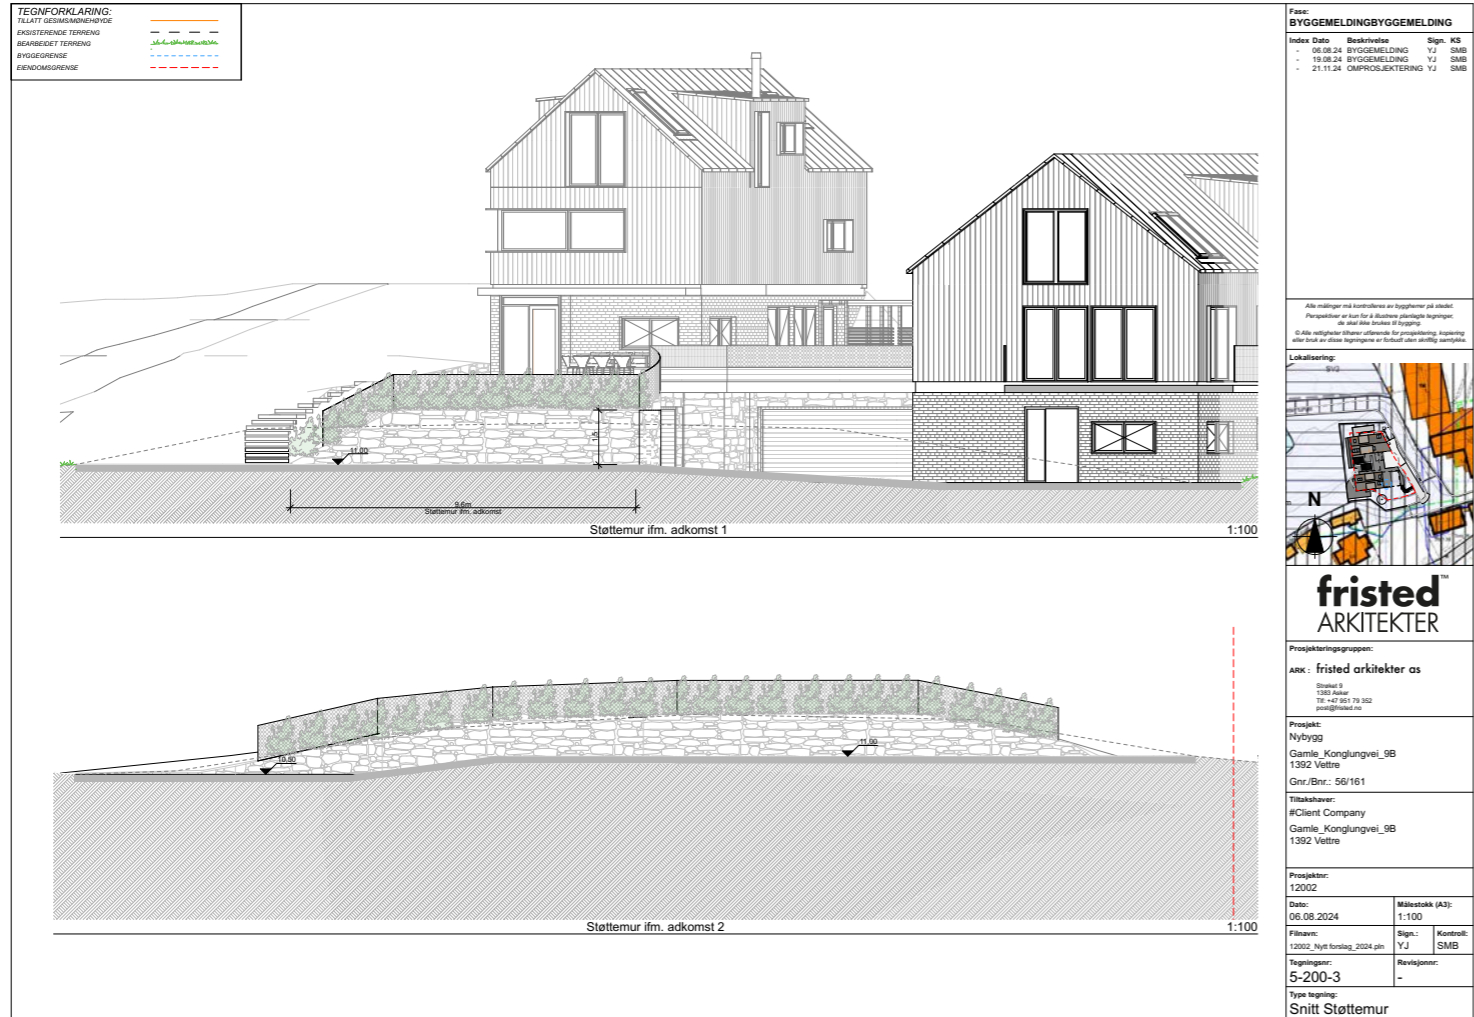 TEGNFORKLARING:
TILLATT GESIMS/MØNEHØYDE
EKSISTERENDE TERRENG
BEARBEIDET TERRENG
BYGGEGRENSE
EIENDOMSGRENSE
11.00
1.5
9.6m
Støttemur ifm. adkomst
Støttemur ifm. adkomst 1
1:100
10.50
11.00
Støttemur ifm. adkomst 2
1:100
Fase:
BYGGEMELDINGBYGGEMELDING
Index Dato Beskrivelse Sign. KS
- 06.08.24 BYGGEMELDING YJ SMB
- 19.08.24 BYGGEMELDING YJ SMB
- 21.11.24 OMPROSJEKTERING YJ SMB
Alle målinger må kontrolleres av byggherrer på stedet.
Perspektiver er kun for å illustrere planlagte tegninger,
de skal ikke brukes til bygging.
© Alle rettigheter tilhører utførende for prosjektering, kopiering
eller bruk av disse tegningene er forbudt uten skriftlig samtykke.
Lokalisering:
N
fristed™
ARKITEKTER
Prosjekteringsgruppen:
ARK : fristed arkitekter as
Strøket 9
1383 Asker
Tlf: +47 951 79 352
post@fristed.no
Prosjekt:
Nybygg
Gamle_Konglungvei_9B
1392 Vettre
Gnr./Bnr.: 56/161
Tiltakshaver:
#Client Company
Gamle_Konglungvei_9B
1392 Vettre
Prosjektnr:
12002
Dato: Målestokk (A3):
06.08.2024 1:100
Filnavn: Sign.: Kontroll:
12002_Nytt forslag_2024.pln YJ SMB
Tegningsnr: Revisjonnr:
5-200-3 -
Type tegning:
Snitt Støttemur